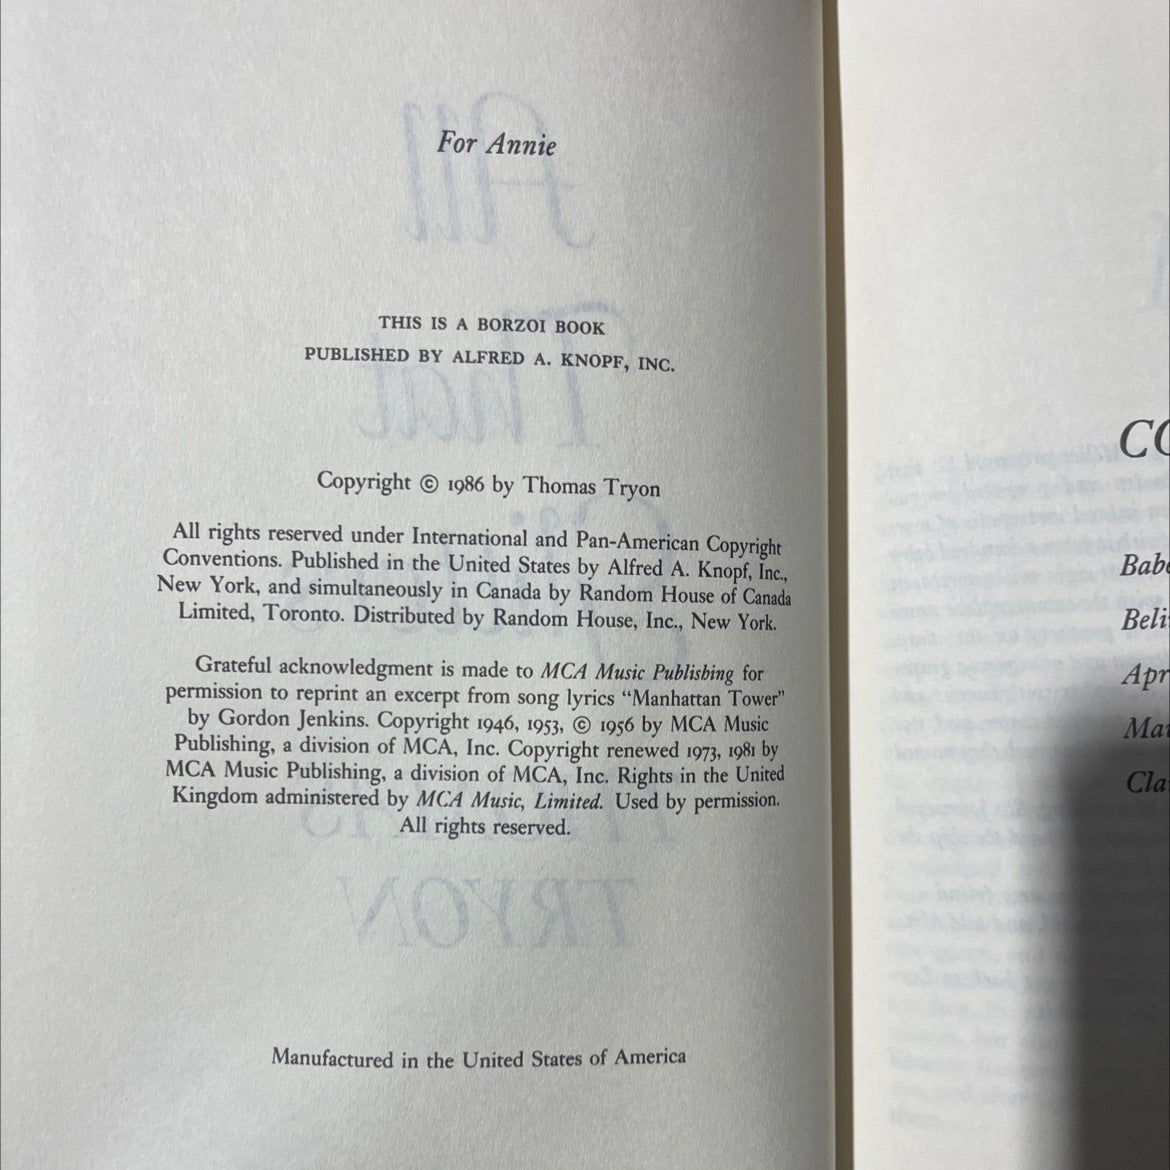 For Annie
THIS IS A BORZOI BOOK
PUBLISHED BY ALFRED A. KNOPF, INC.
Copyright © 1986 by Thomas Tryon
All rights reserved under International and Pan-American Copyright
Conventions. Published in the United States by Alfred A. Knopf, Inc.,
New York, and simultaneously in Canada by Random House of Canada
Limited, Toronto. Distributed by Random House, Inc., New York.
Grateful acknowledgment is made to MCA Music Publishing for
permission to reprint an excerpt from song lyrics "Manhattan Tower"
by Gordon Jenkins. Copyright 1946, 1953, © 1956 by MCA Music
Publishing, a division of MCA, Inc. Copyright renewed 1973, 1981 by
MCA Music Publishing, a division of MCA, Inc. Rights in the United
Kingdom administered by MCA Music, Limited. Used by permission.
All rights reserved.
Manufactured in the United States of America